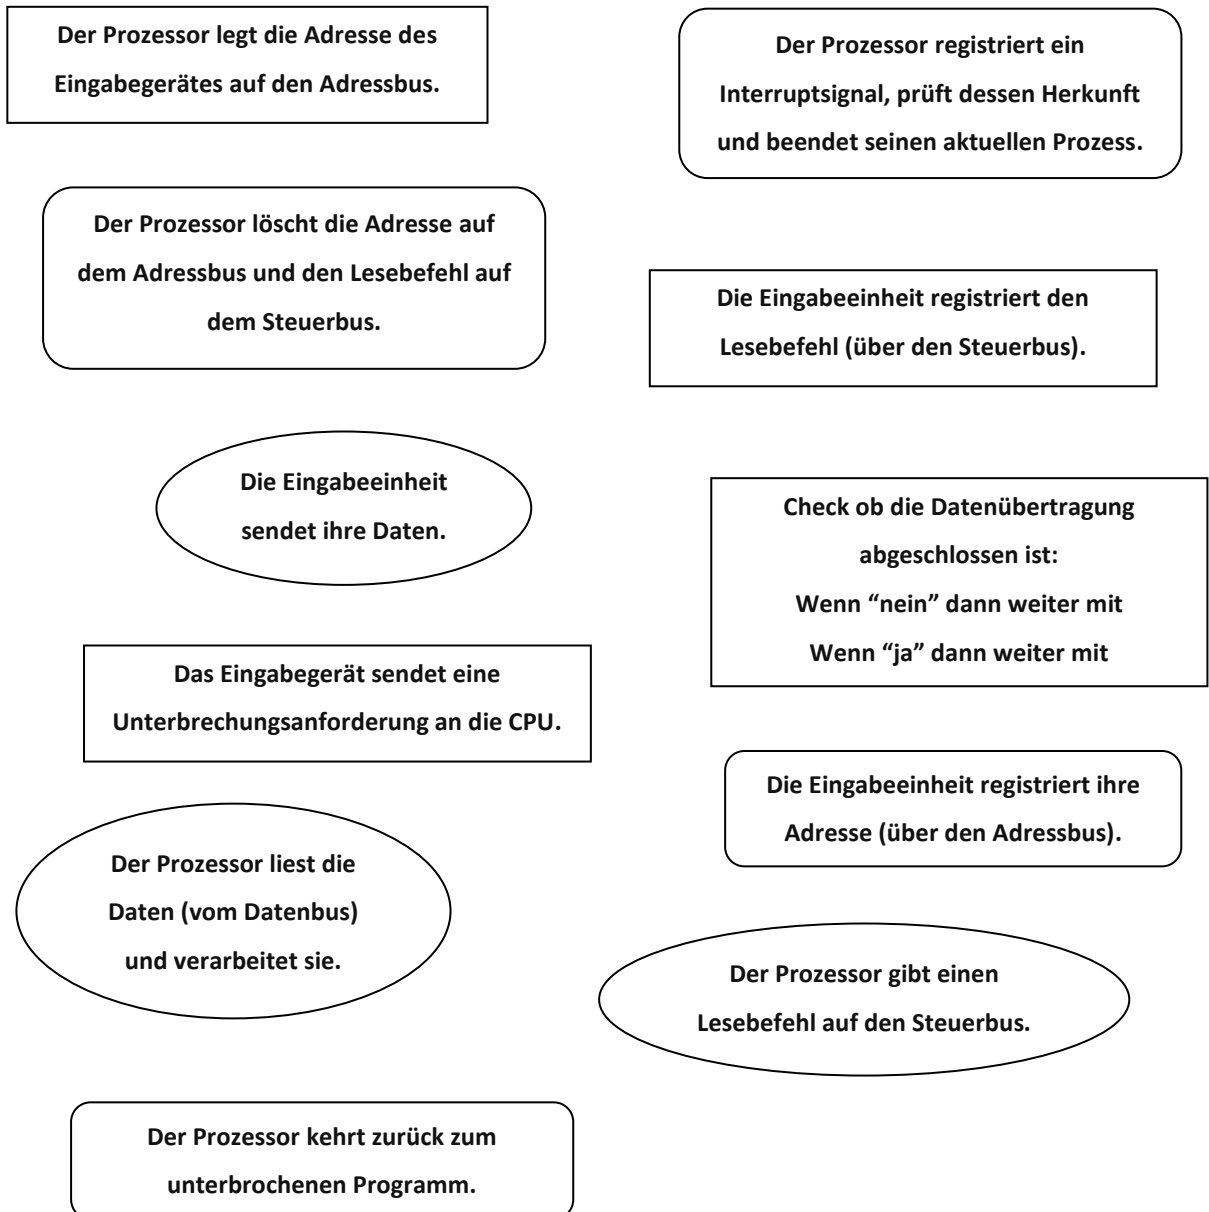 Der Prozessor legt die Adresse des
Eingabegerätes auf den Adressbus.
Der Prozessor registriert ein
Interruptsignal, prüft dessen Herkunft
und beendet seinen aktuellen Prozess.
Der Prozessor löscht die Adresse auf
dem Adressbus und den Lesebefehl auf
dem Steuerbus.
Die Eingabeeinheit registriert den
Lesebefehl (über den Steuerbus).
Die Eingabeeinheit
sendet ihre Daten.
Check ob die Datenübertragung
abgeschlossen ist:
Wenn “nein” dann weiter mit
Wenn “ja” dann weiter mit
Das Eingabegerät sendet eine
Unterbrechungsanforderung an die CPU.
Die Eingabeeinheit registriert ihre
Adresse (über den Adressbus).
Der Prozessor liest die
Daten (vom Datenbus)
und verarbeitet sie.
Der Prozessor gibt einen
Lesebefehl auf den Steuerbus.
Der Prozessor kehrt zurück zum
unterbrochenen Programm.